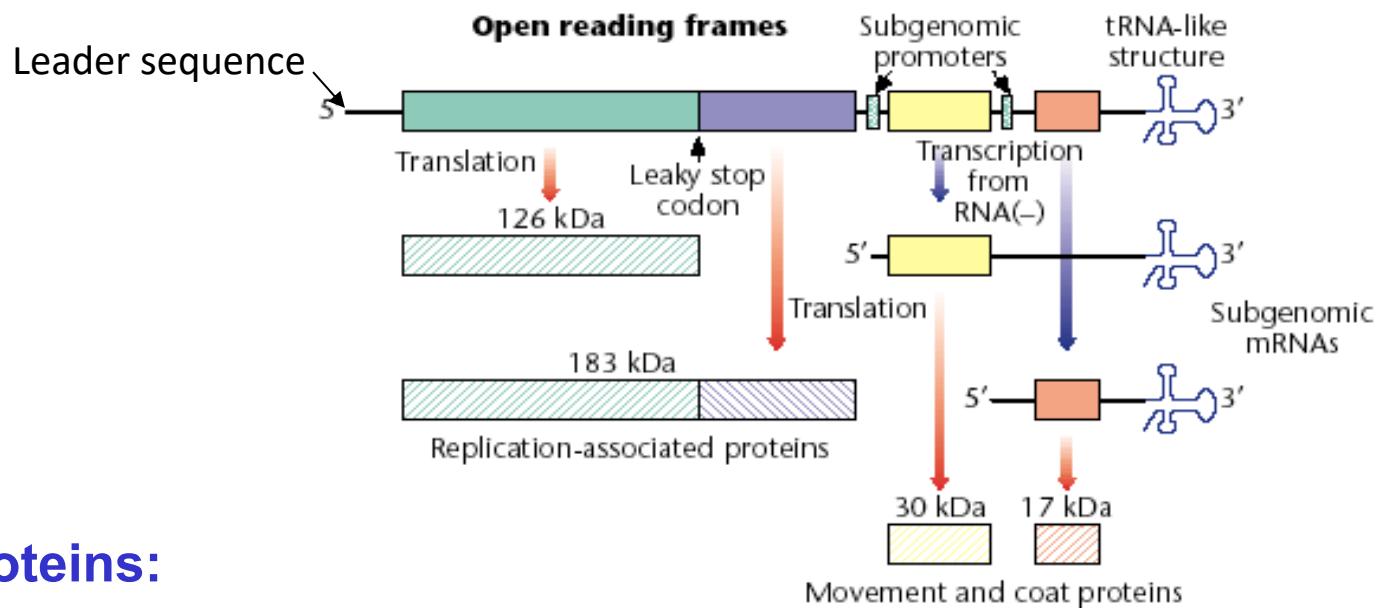 Open reading frames
Subgenomic
promoters
tRNA-like
structure
Leader sequence
5′
3′
Translation
Leaky stop
codon
Transcription
from
RNA(–)
126 kDa
5′
3′
Translation
Subgenomic
mRNAs
183 kDa
5′
3′
Replication-associated proteins
30 kDa
17 kDa
oteins:
Movement and coat proteins